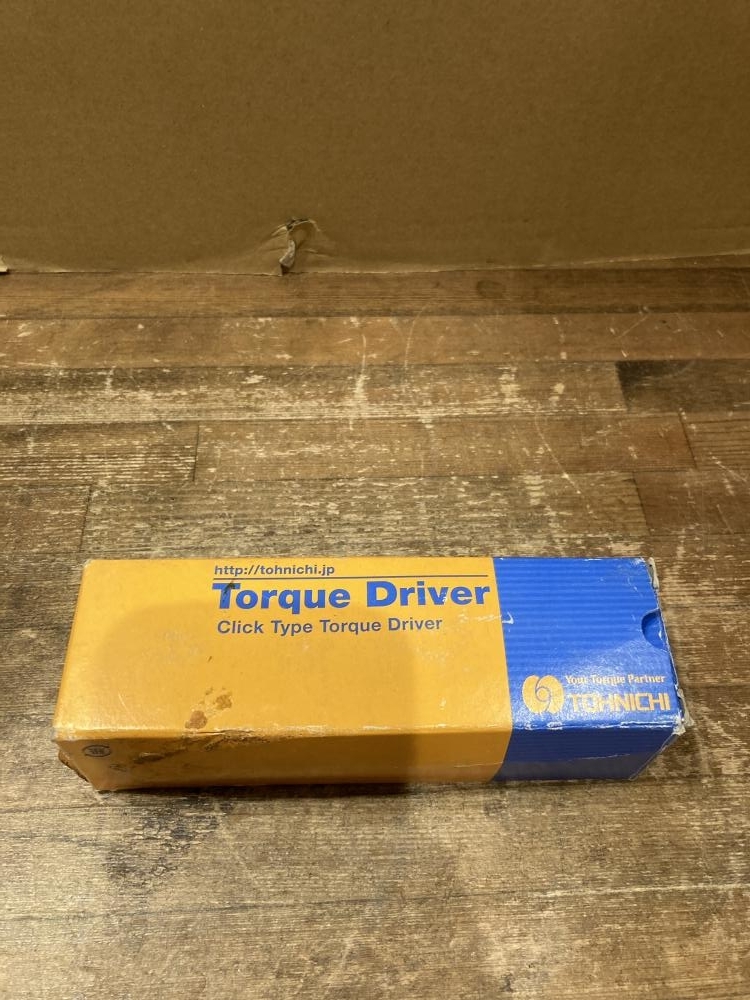 http://tohnichi.jp
Torque Driver
Click Type Torque Driver
Your Torque Partner
TOHNICHI